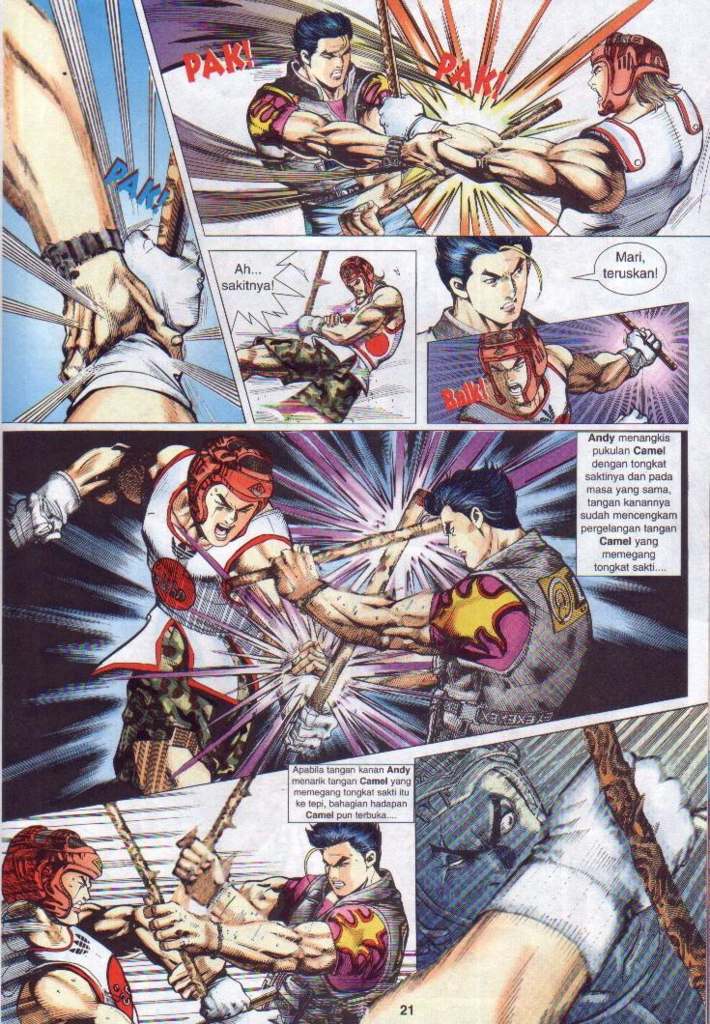 PAK!
PAK!
PAK!
Ah...
sakitnya!
Mari,
teruskan!
Baik!
Andy menangkis
pukulan Camel
dengan tongkat
saktinya dan pada
masa yang sama,
tangan kanannya
sudah mencengkam
pergelangan tangan
Camel yang
memegang
tongkat sakti....
EXEXEXEX
Apabila tangan kanan Andy
menarik tangan Camel yang
memegang tongkat sakti itu
ke tepi, bahagian hadapan
Camel pun terbuka....
21